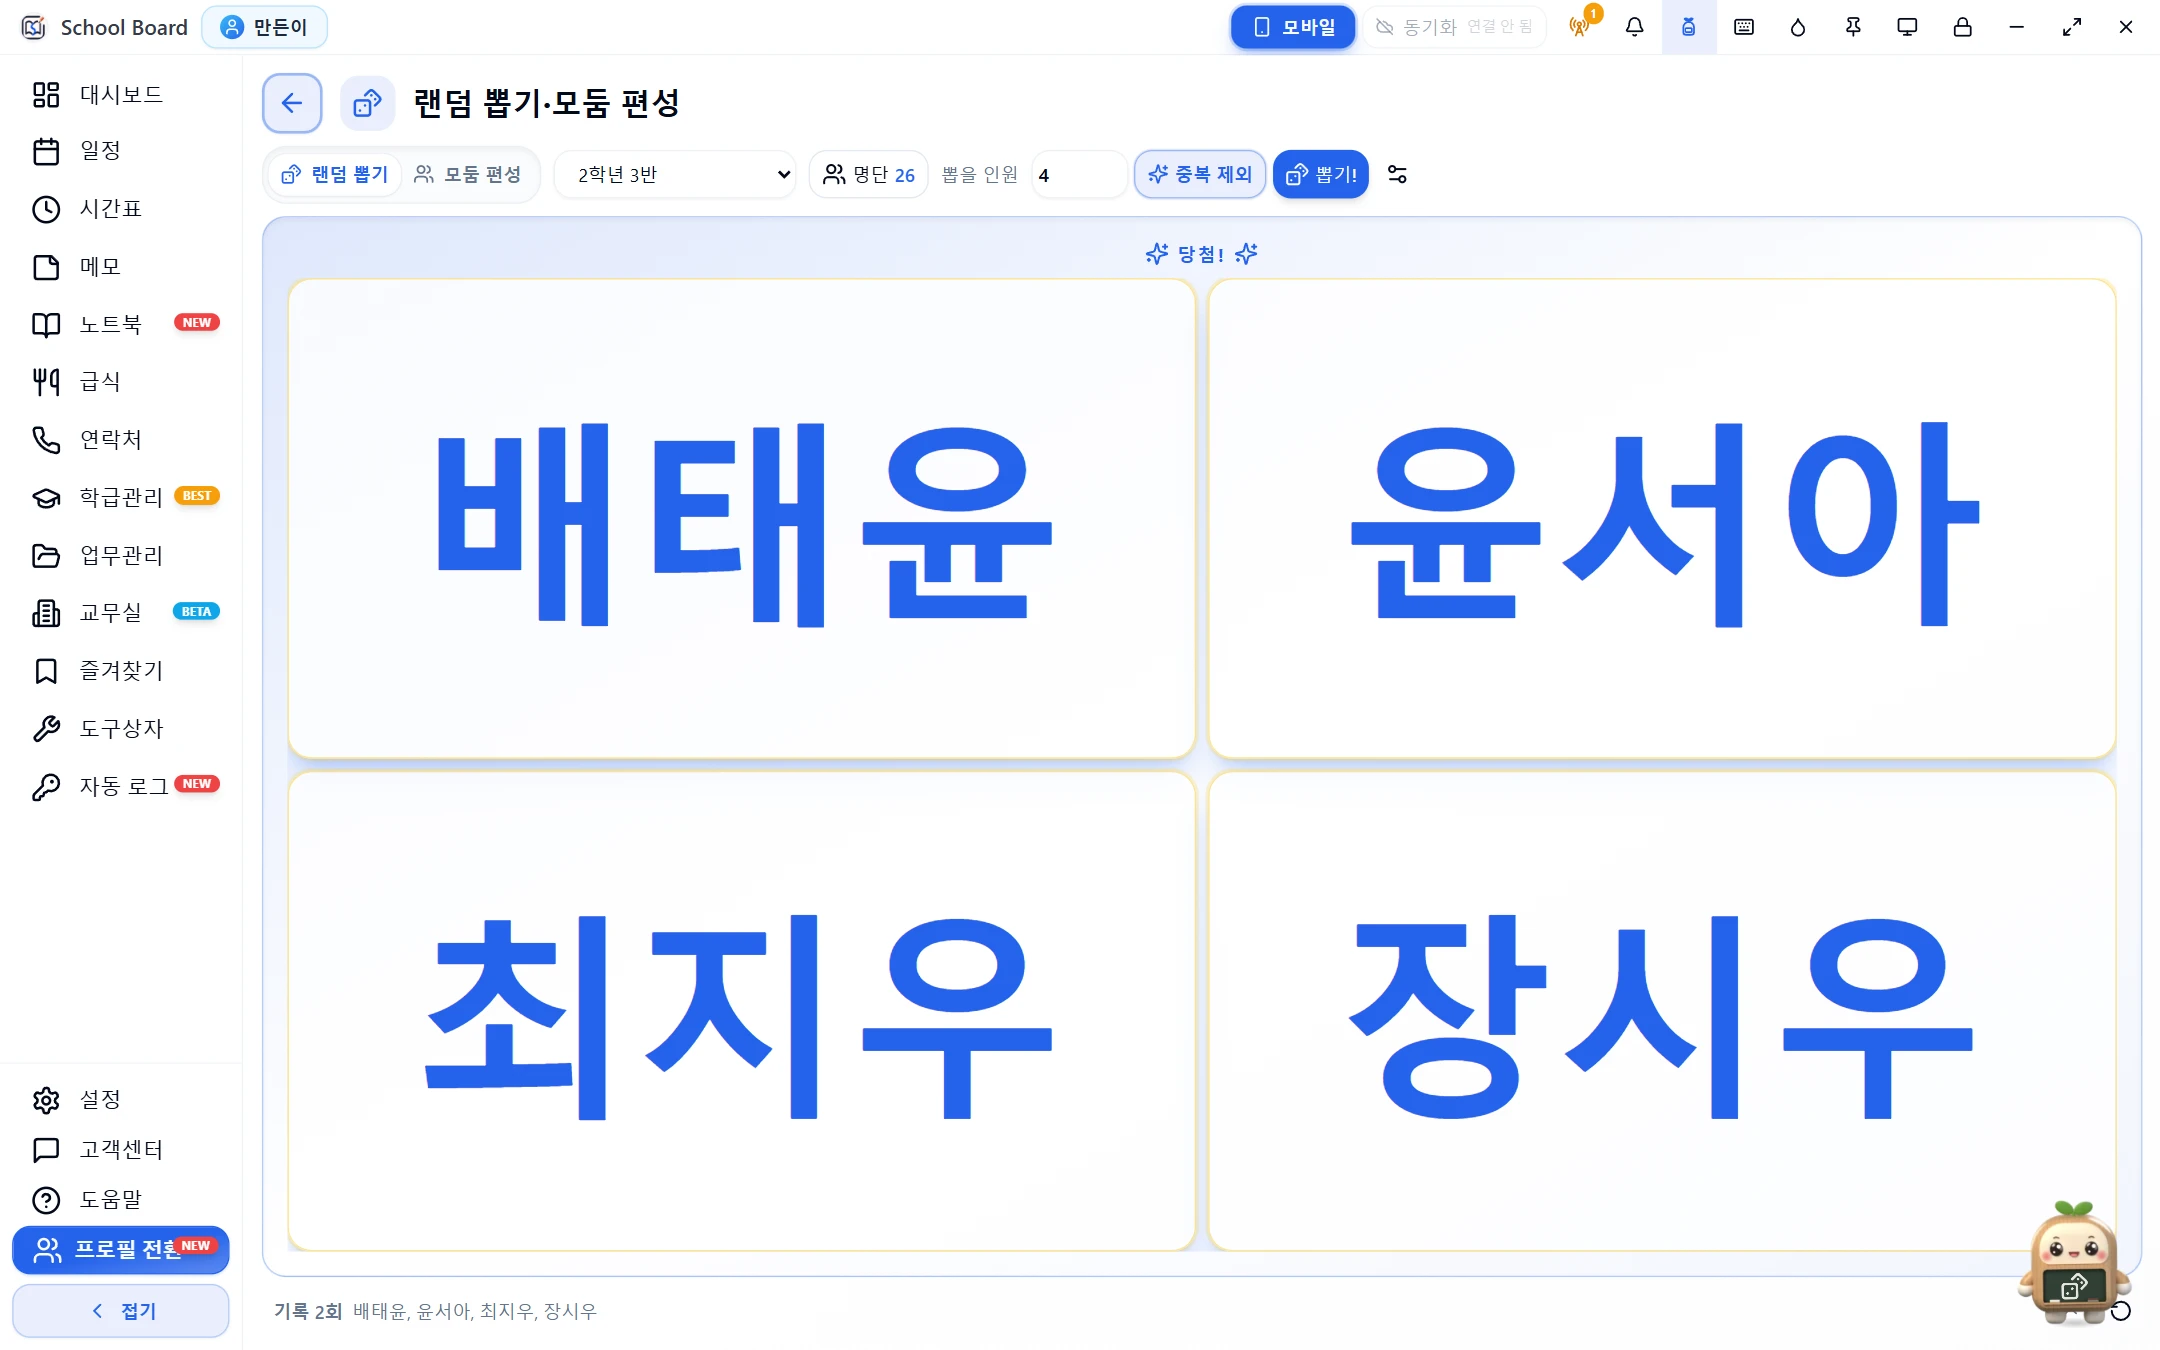 School Board 만든이 모바일 동기화 연결 안 됨 1
대시보드
일정
시간표
메모
노트북 NEW
급식
연락처
학급관리 BEST
업무관리
교무실 BETA
즐겨찾기
도구상자
자동 로그 NEW
설정
고객센터
도움말
프로필 전환 NEW
접기
랜덤 뽑기·모둠 편성
랜덤 뽑기 모둠 편성 2학년 3반 명단 26 뽑을 인원 4 중복 제외 뽑기!
당첨!
배태윤 윤서아
최지우 장시우
기록 2회 배태윤, 윤서아, 최지우, 장시우